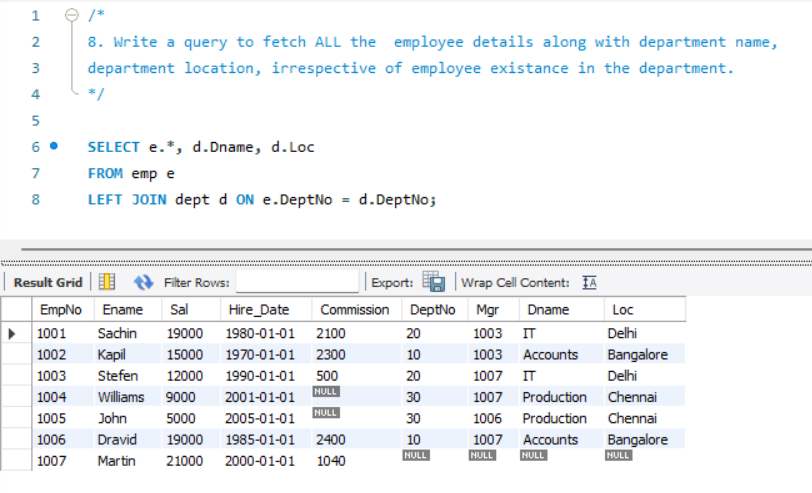 1 /*
2 8. Write a query to fetch ALL the  employee details along with department name,
3 department location, irrespective of employee existance in the department.
4 */
5
6 SELECT e.*, d.Dname, d.Loc
7 FROM emp e
8 LEFT JOIN dept d ON e.DeptNo = d.DeptNo;
Result Grid Filter Rows: Export: Wrap Cell Content: IA
EmpNo Ename Sal Hire_Date Commission DeptNo Mgr Dname Loc
1001 Sachin 19000 1980-01-01 2100 20 1003 IT Delhi
1002 Kapil 15000 1970-01-01 2300 10 1003 Accounts Bangalore
1003 Stefen 12000 1990-01-01 500 20 1007 IT Delhi
1004 Williams 9000 2001-01-01 NULL 30 1007 Production Chennai
1005 John 5000 2005-01-01 NULL 30 1006 Production Chennai
1006 Dravid 19000 1985-01-01 2400 10 1007 Accounts Bangalore
1007 Martin 21000 2000-01-01 1040 NULL NULL NULL NULL